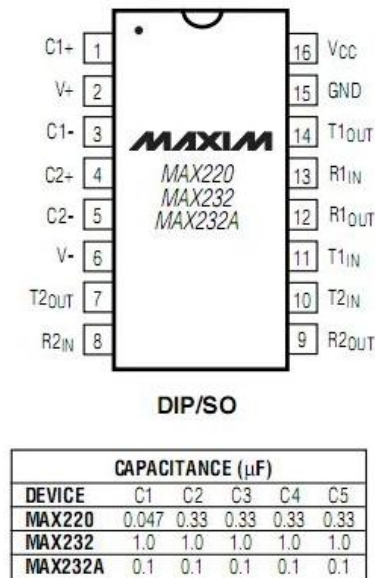 C1+ 1 16 VCC
V+ 2 15 GND
C1- 3 14 T1OUT
MAXIM
C2+ 4 MAX220 13 R1IN
MAX232
C2- 5 MAX232A 12 R1OUT
V- 6 11 T1IN
T2OUT 7 10 T2IN
R2IN 8 9 R2OUT
DIP/SO
CAPACITANCE (μF)
DEVICE C1 C2 C3 C4 C5
MAX220 0.047 0.33 0.33 0.33 0.33
MAX232 1.0 1.0 1.0 1.0 1.0
MAX232A 0.1 0.1 0.1 0.1 0.1